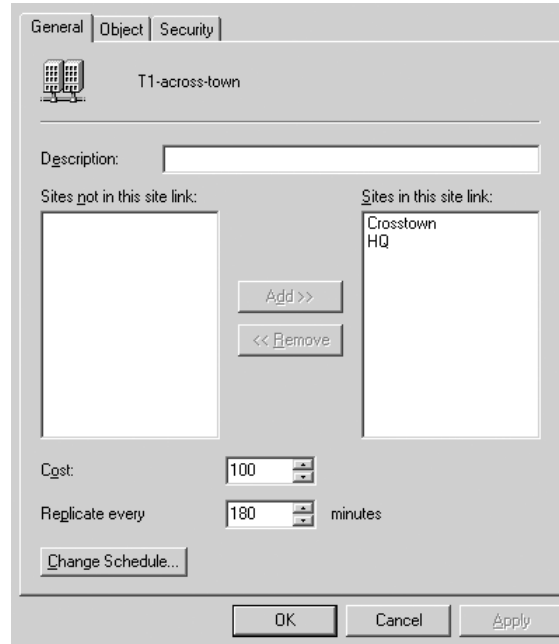 General Object Security
T1-across-town
Description:
Sites not in this site link:
Sites in this site link:
Crosstown
HQ
Add >>
<< Remove
Cost: 100
Replicate every 180 minutes
Change Schedule...
OK Cancel Apply